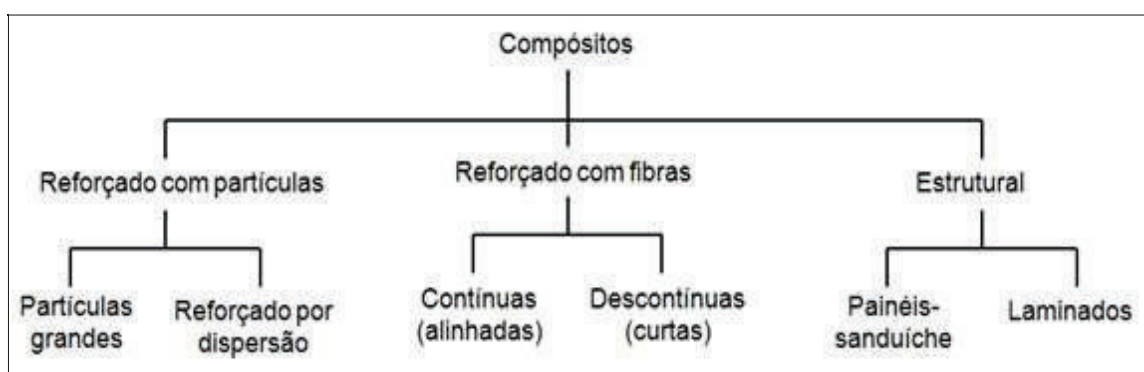 Compósitos
Reforçado com partículas
Reforçado com fibras
Estrutural
Partículas
grandes
Reforçado por
dispersão
Contínuas
(alinhadas)
Descontínuas
(curtas)
Painéis-
sanduíche
Laminados